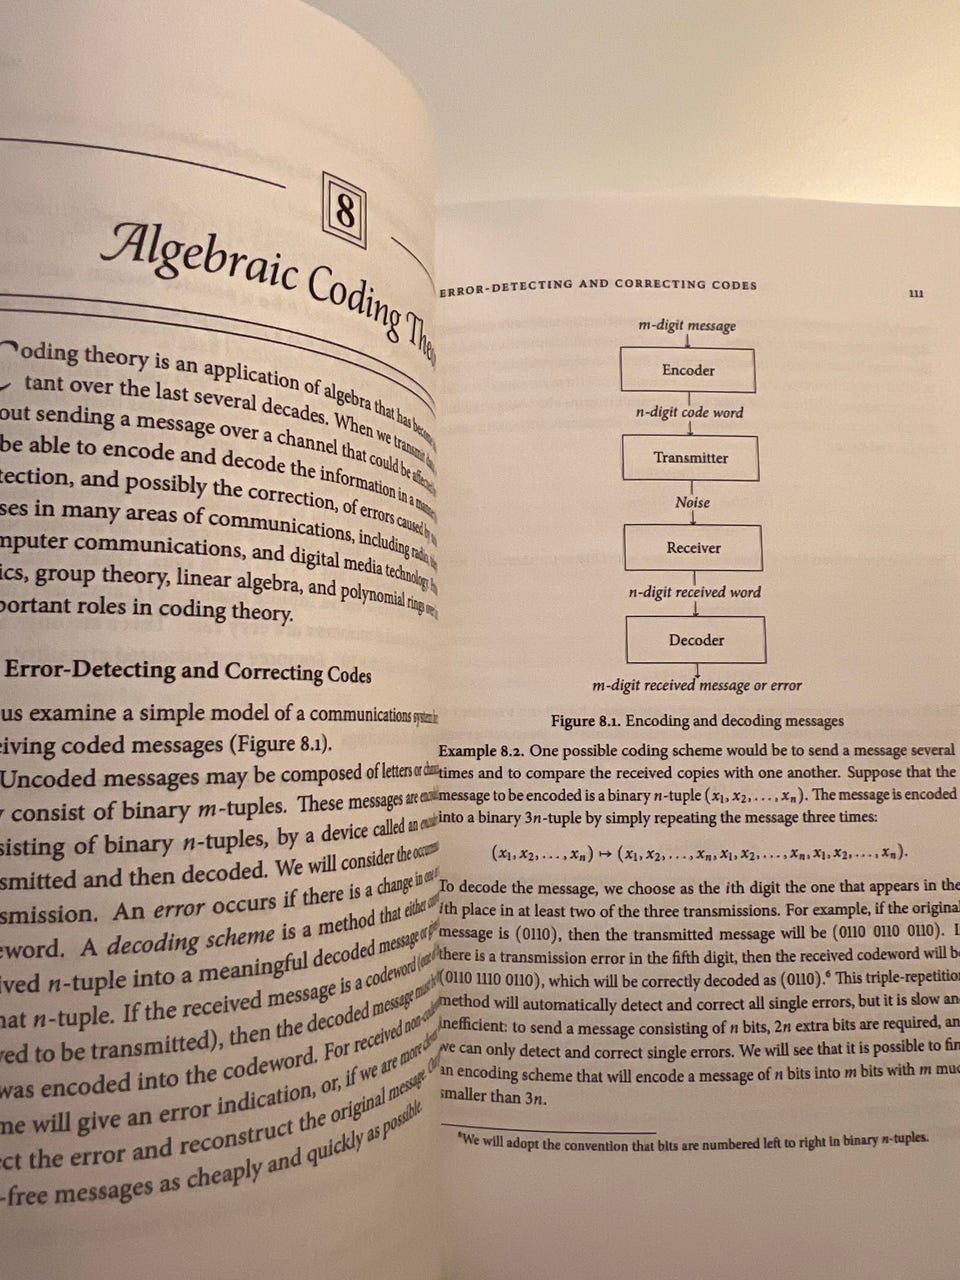 8
Algebraic Coding
oding theory is an application of algebra that has become
tant over the last several decades. When we transmit
out sending a message over a channel that could be affected
be able to encode and decode the information in a manner
tection, and possibly the correction, of errors caused by
ses in many areas of communications, including radio
mputer communications, and digital media technology
ics, group theory, linear algebra, and polynomial rings
portant roles in coding theory.
Error-Detecting and Correcting Codes
us examine a simple model of a communications system
eiving coded messages (Figure 8.1).
Uncoded messages may be composed of letters or
y consist of binary m-tuples. These messages are
sisting of binary n-tuples, by a device called an
smitted and then decoded. We will consider the
smission. An error occurs if there is a change in
eword. A decoding scheme is a method that either
ived n-tuple into a meaningful decoded message or
hat n-tuple. If the received message is a codeword
red to be transmitted), then the decoded message
was encoded into the codeword. For received
me will give an error indication, or, if we are more
ct the error and reconstruct the original message
-free messages as cheaply and quickly as possible
ERROR-DETECTING AND CORRECTING CODES 111
m-digit message
Encoder
n-digit code word
Transmitter
Noise
Receiver
n-digit received word
Decoder
m-digit received message or error
Figure 8.1. Encoding and decoding messages
Example 8.2. One possible coding scheme would be to send a message several
times and to compare the received copies with one another. Suppose that the
message to be encoded is a binary n-tuple (x₁, x₂, . . . , xₙ). The message is encoded
into a binary 3n-tuple by simply repeating the message three times:
(x₁, x₂, . . . , xₙ) ↦ (x₁, x₂, . . . , xₙ, x₁, x₂, . . . , xₙ, x₁, x₂, . . . , xₙ).
To decode the message, we choose as the ith digit the one that appears in the
ith place in at least two of the three transmissions. For example, if the original
message is (0110), then the transmitted message will be (0110 0110 0110). I
there is a transmission error in the fifth digit, then the received codeword will be
(0110 1110 0110), which will be correctly decoded as (0110).⁶ This triple-repetition
method will automatically detect and correct all single errors, but it is slow an
inefficient: to send a message consisting of n bits, 2n extra bits are required, an
we can only detect and correct single errors. We will see that it is possible to fin
an encoding scheme that will encode a message of n bits into m bits with m muc
smaller than 3n.
⁶We will adopt the convention that bits are numbered left to right in binary n-tuples.